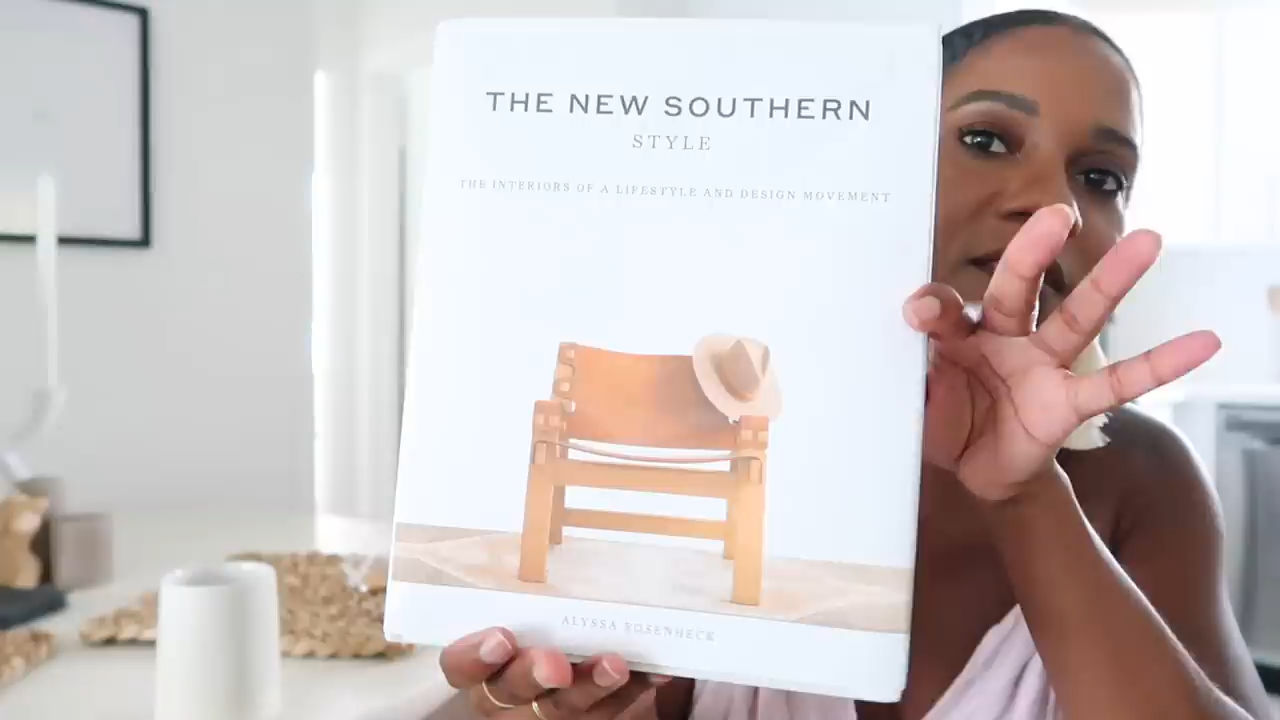 THE NEW SOUTHERN
STYLE
THE INTERIORS OF A LIFESTYLE AND DESIGN MOVEMENT
ALYSSA ROSENHECK